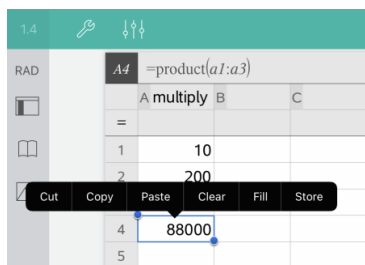 1.4
RAD A4 =product(a1:a3)
A multiply B C
=
1 10
2 200
Cut Copy Paste Clear Fill Store
4 88000
5